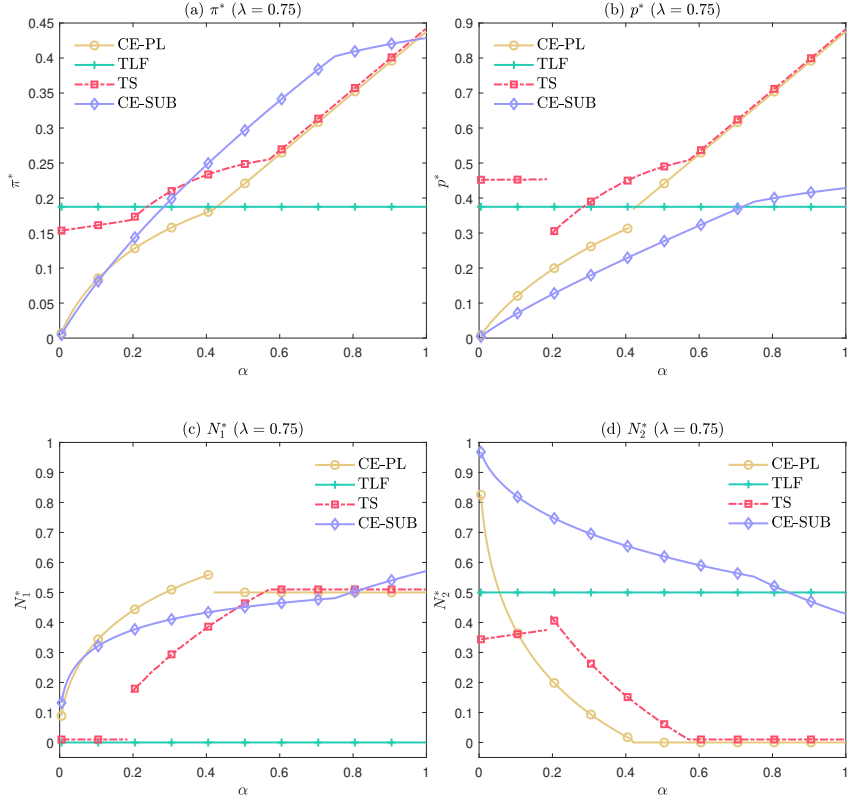 (a) π* (λ = 0.75)
0.45
0.4
0.35
0.3
0.25
0.2
0.15
0.1
0.05
0
π*
CE-PL
TLF
TS
CE-SUB
0 0.2 0.4 0.6 0.8 1
α
(b) p* (λ = 0.75)
0.9
0.8
0.7
0.6
0.5
0.4
0.3
0.2
0.1
0
p*
CE-PL
TLF
TS
CE-SUB
0 0.2 0.4 0.6 0.8 1
α
(c) N₁* (λ = 0.75)
1
0.9
0.8
0.7
0.6
0.5
0.4
0.3
0.2
0.1
0
N₁*
CE-PL
TLF
TS
CE-SUB
0 0.2 0.4 0.6 0.8 1
α
(d) N₂* (λ = 0.75)
1
0.9
0.8
0.7
0.6
0.5
0.4
0.3
0.2
0.1
0
N₂*
CE-PL
TLF
TS
CE-SUB
0 0.2 0.4 0.6 0.8 1
α